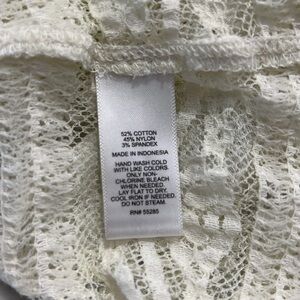 52% COTTON
45% NYLON
3% SPANDEX
MADE IN INDONESIA
HAND WASH COLD
WITH LIKE COLORS.
ONLY NON-
CHLORINE BLEACH
WHEN NEEDED.
LAY FLAT TO DRY.
COOL IRON IF NEEDED.
DO NOT STEAM.
RN# 55285